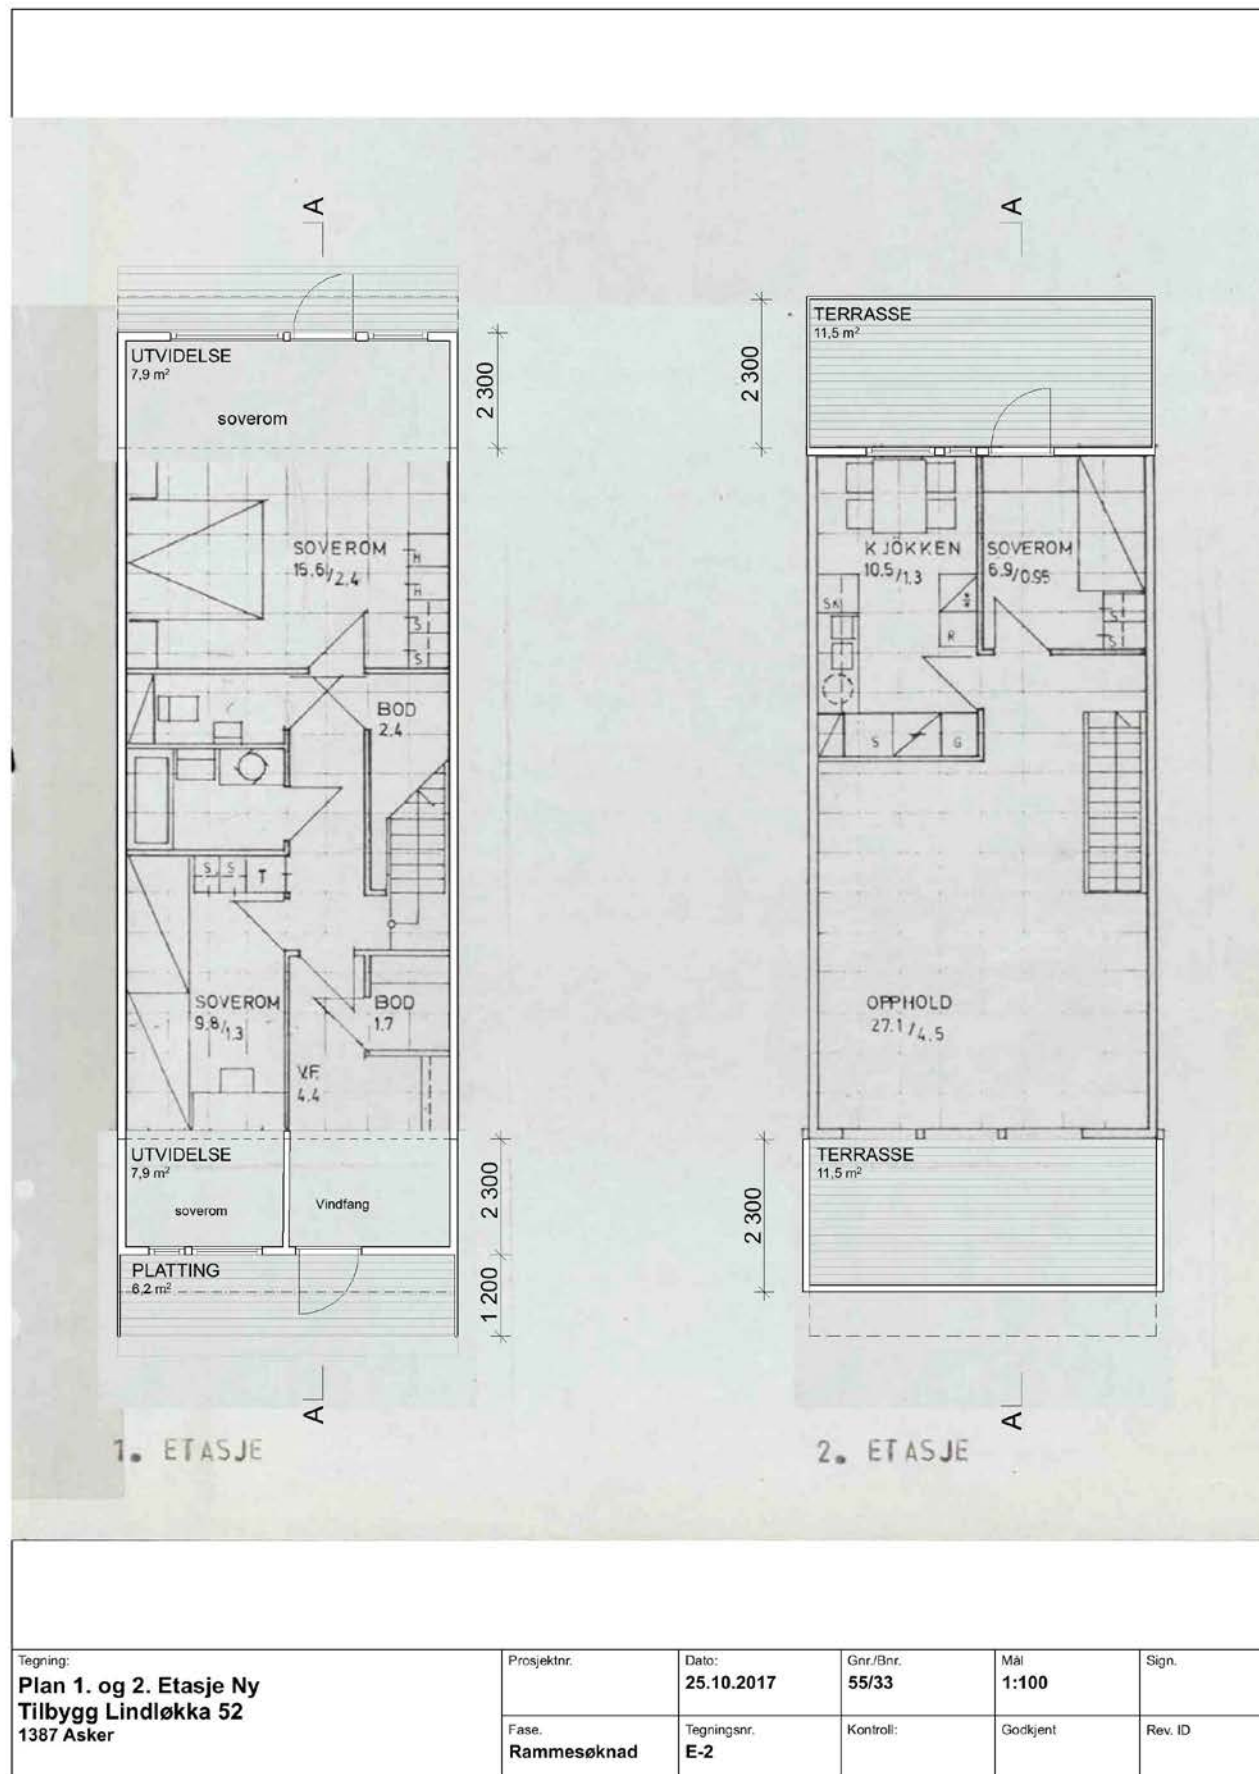 A
A
UTVIDELSE
7,9 m²
soverom
2 300
SOVEROM
15.6/2.4
H
H
S
S
BOD
2.4
S S T
SOVEROM
9.8/1.3
BOD
1.7
V.F.
4.4
UTVIDELSE
7,9 m²
soverom
Vindfang
2 300
PLATTING
6,2 m²
1 200
A
1. ETASJE
TERRASSE
11,5 m²
2 300
KJÖKKEN
10.5/1.3
SOVEROM
6.9/0.95
SK
R
S
S
S
G
OPPHOLD
27.1/4.5
TERRASSE
11,5 m²
2 300
A
2. ETASJE
Tegning:
Plan 1. og 2. Etasje Ny
Tilbygg Lindløkka 52
1387 Asker
Prosjektnr.
Dato:
25.10.2017
Gnr./Bnr.
55/33
Mål
1:100
Sign.
Fase.
Rammesøknad
Tegningsnr.
E-2
Kontroll:
Godkjent
Rev. ID